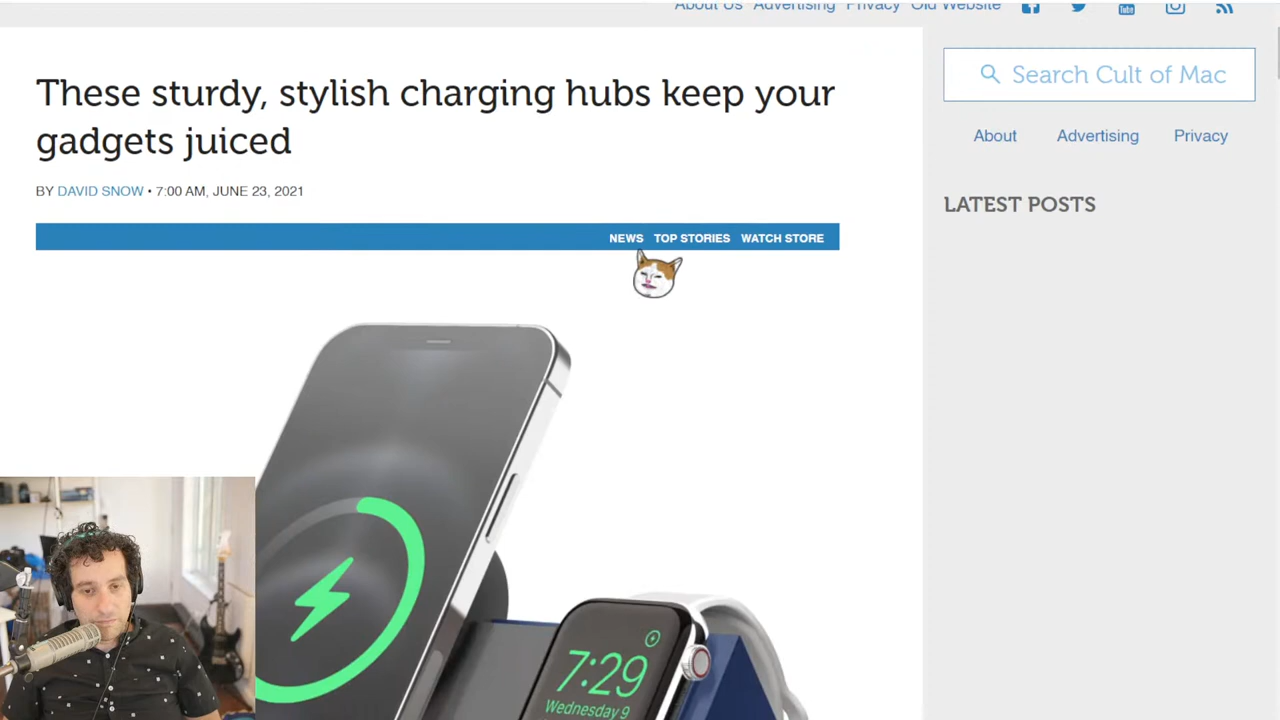 About Us Advertising Privacy Old Website
You Tube
Search Cult of Mac
About Advertising Privacy
These sturdy, stylish charging hubs keep your
gadgets juiced
BY DAVID SNOW • 7:00 AM, JUNE 23, 2021
NEWS TOP STORIES WATCH STORE
LATEST POSTS
7:29
Wednesday 9